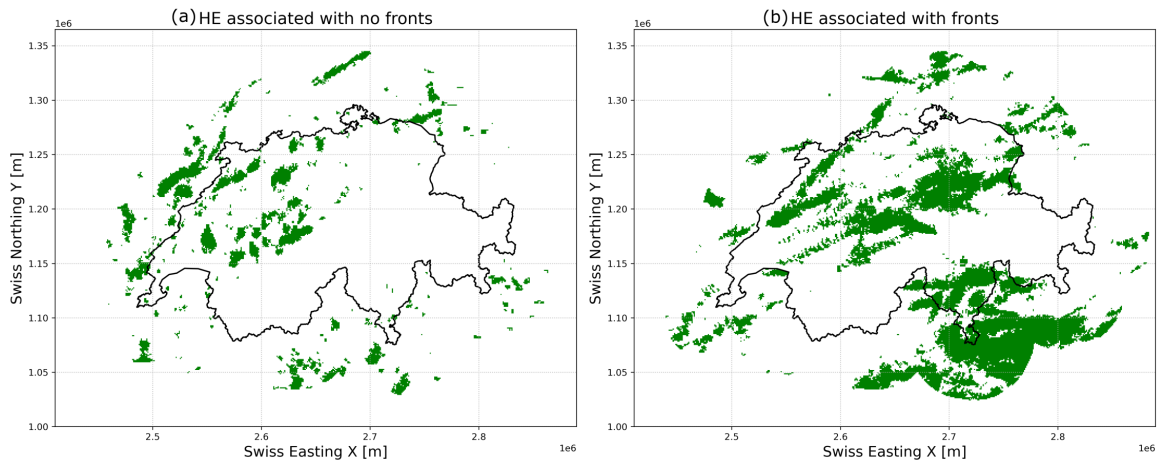 (a) HE associated with no fronts
1e6
1.35
1.30
1.25
1.20
1.15
1.10
1.05
1.00
Swiss Northing Y [m]
2.5
2.6
2.7
2.8
1e6
Swiss Easting X [m]
(b) HE associated with fronts
1e6
1.35
1.30
1.25
1.20
1.15
1.10
1.05
1.00
Swiss Northing Y [m]
2.5
2.6
2.7
2.8
1e6
Swiss Easting X [m]